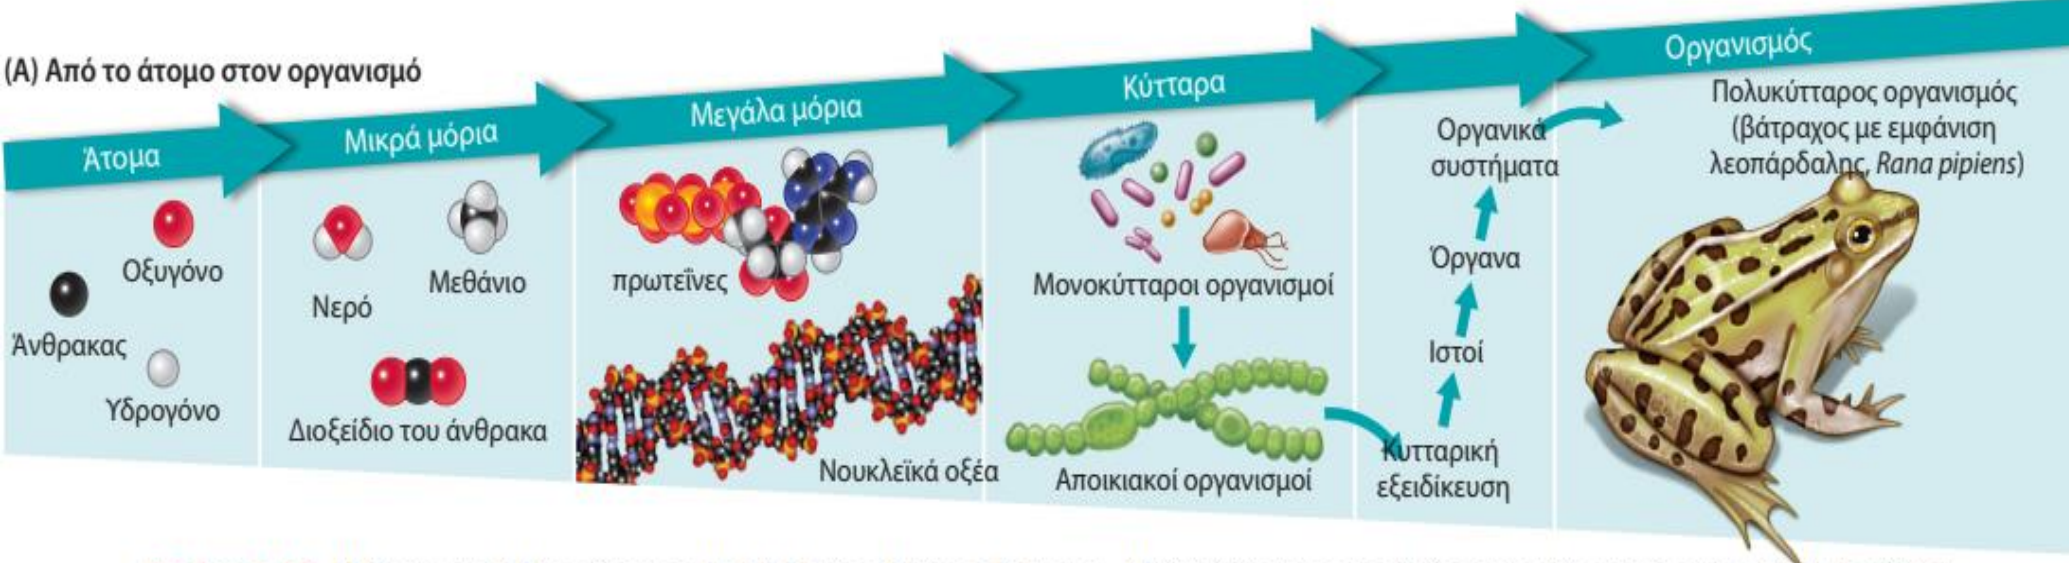 (Α) Από το άτομο στον οργανισμό
Άτομα
Οξυγόνο
Άνθρακας
Υδρογόνο
Μικρά μόρια
Νερό
Μεθάνιο
Διοξείδιο του άνθρακα
Μεγάλα μόρια
πρωτεΐνες
Νουκλεϊκά οξέα
Κύτταρα
Μονοκύτταροι οργανισμοί
Αποικιακοί οργανισμοί
Οργανικά
συστήματα
Όργανα
Ιστοί
Κυτταρική
εξειδίκευση
Οργανισμός
Πολυκύτταρος οργανισμός
(βάτραχος με εμφάνιση
λεοπάρδαλης, Rana pipiens)